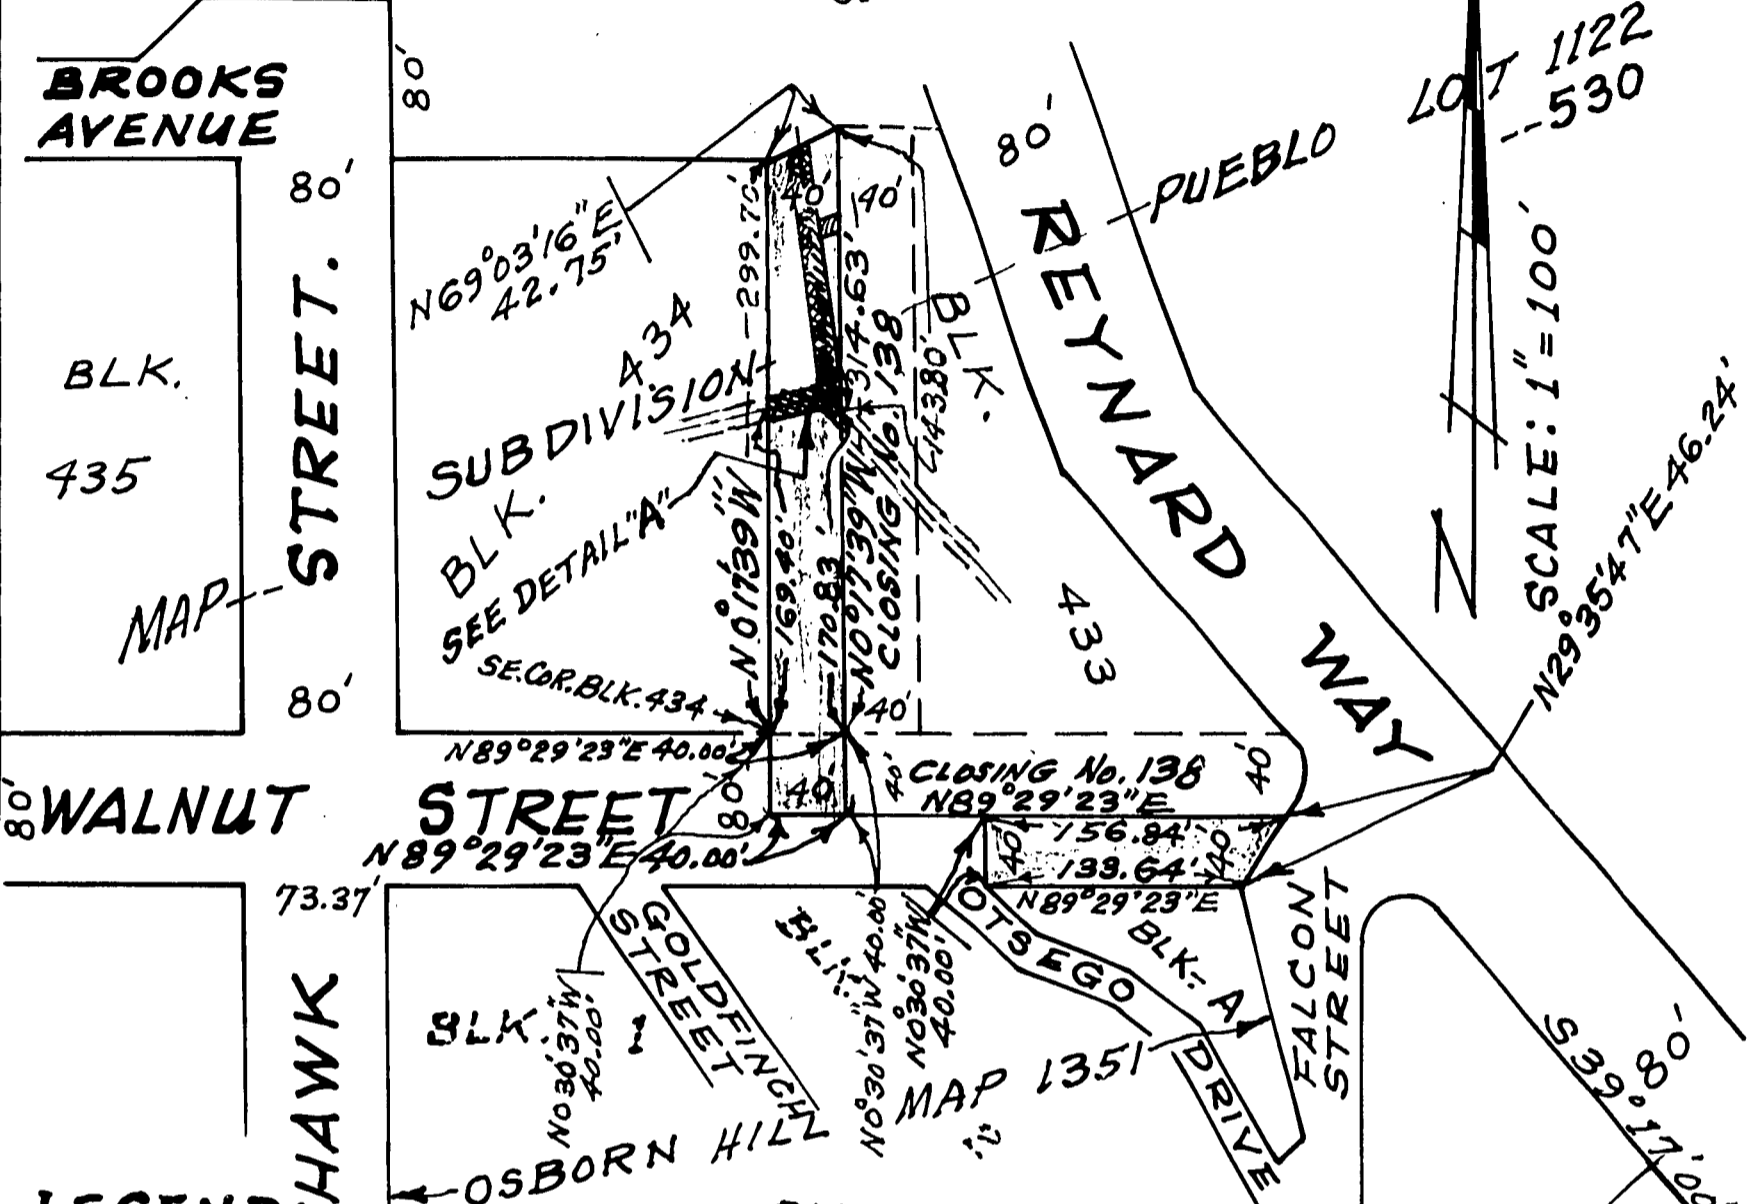 BROOKS
AVENUE
80'
80'
BLK.
435
STREET.
MAP
80'
N69°03'16"E
42.75'
434
SUBDIVISION
BLK.
SEE DETAIL "A"
SE.COR.BLK.434
N89°29'23"E 40.00'
40'
40'
299.70'
N0°17'39"W
169.40'
170.83'
314.63'
N0°17'39"W
CLOSING No. 138
143.80'
40'
BLK.
433
80'
REYNARD
WAY
PUEBLO
LOT 1122
530
SCALE: 1"=100'
N
N29°35'47"E 46.24'
80'
WALNUT STREET
80'
40'
40'
CLOSING No. 138
40'
N89°29'23"E
156.84'
40'
40'
133.64'
N89°29'23"E
N89°29'23"E 40.00'
73.37'
HAWK
GOLDFINCH
STREET
BLK.
N0°30'37"W
40.00'
BLK.
N0°30'37"W 40.00'
N0°30'37"W
40.00'
OTSEGO
DRIVE
BLK. A
FALCON
STREET
MAP 1351
OSBORN HILL
80'
S39°17'00
LEGEND